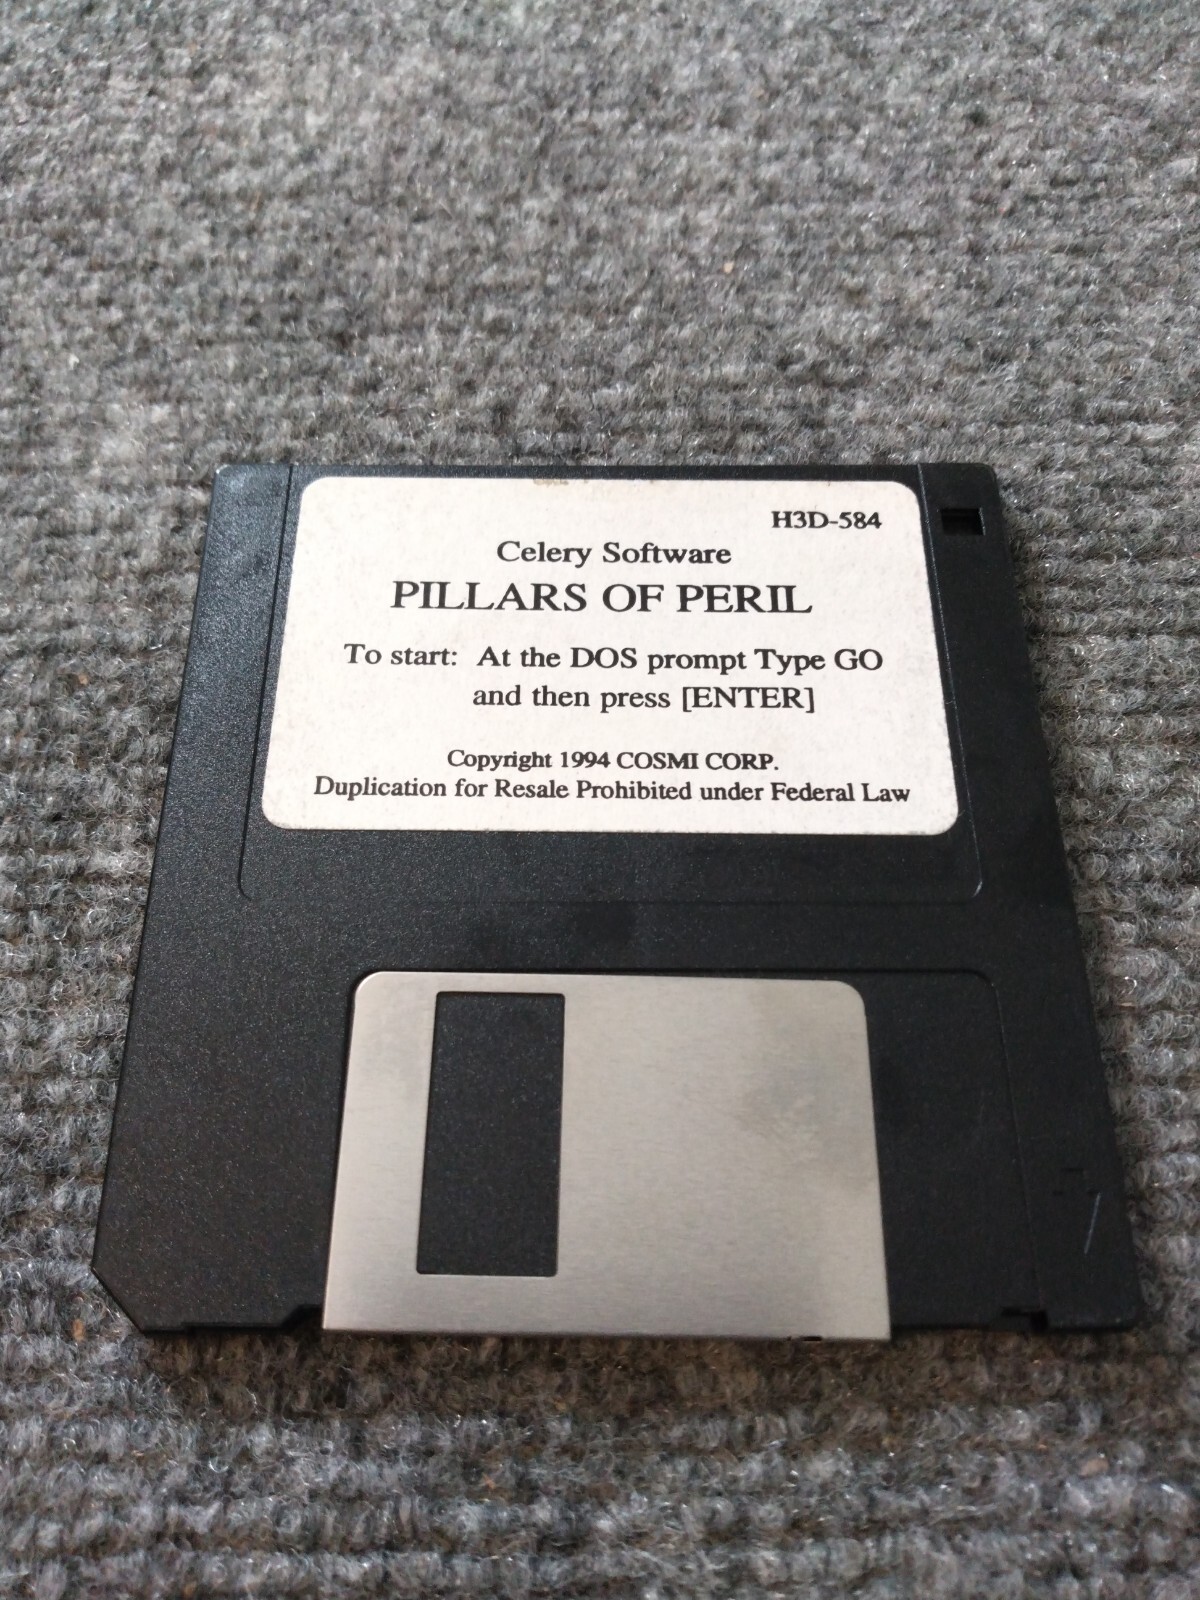 H3D-584
Celery Software
PILLARS OF PERIL
To start: At the DOS prompt Type GO
and then press [ENTER]
Copyright 1994 COSMI CORP.
Duplication for Resale Prohibited under Federal Law